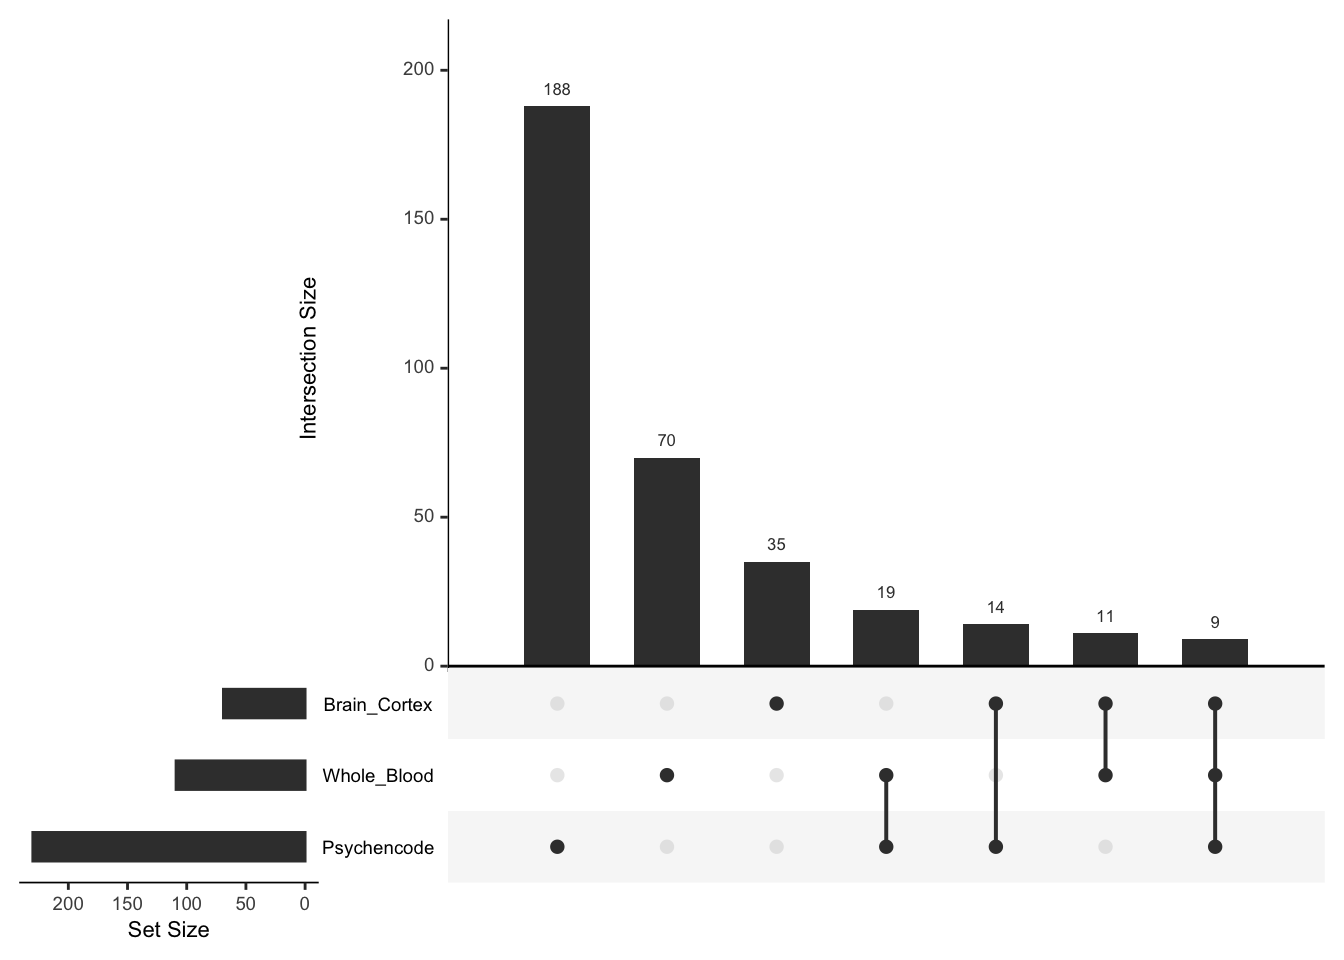 200
188
150
Intersection Size
100
70
50
35
19
14
11
9
0
Brain_Cortex
Whole_Blood
Psychencode
200 150 100 50 0
Set Size